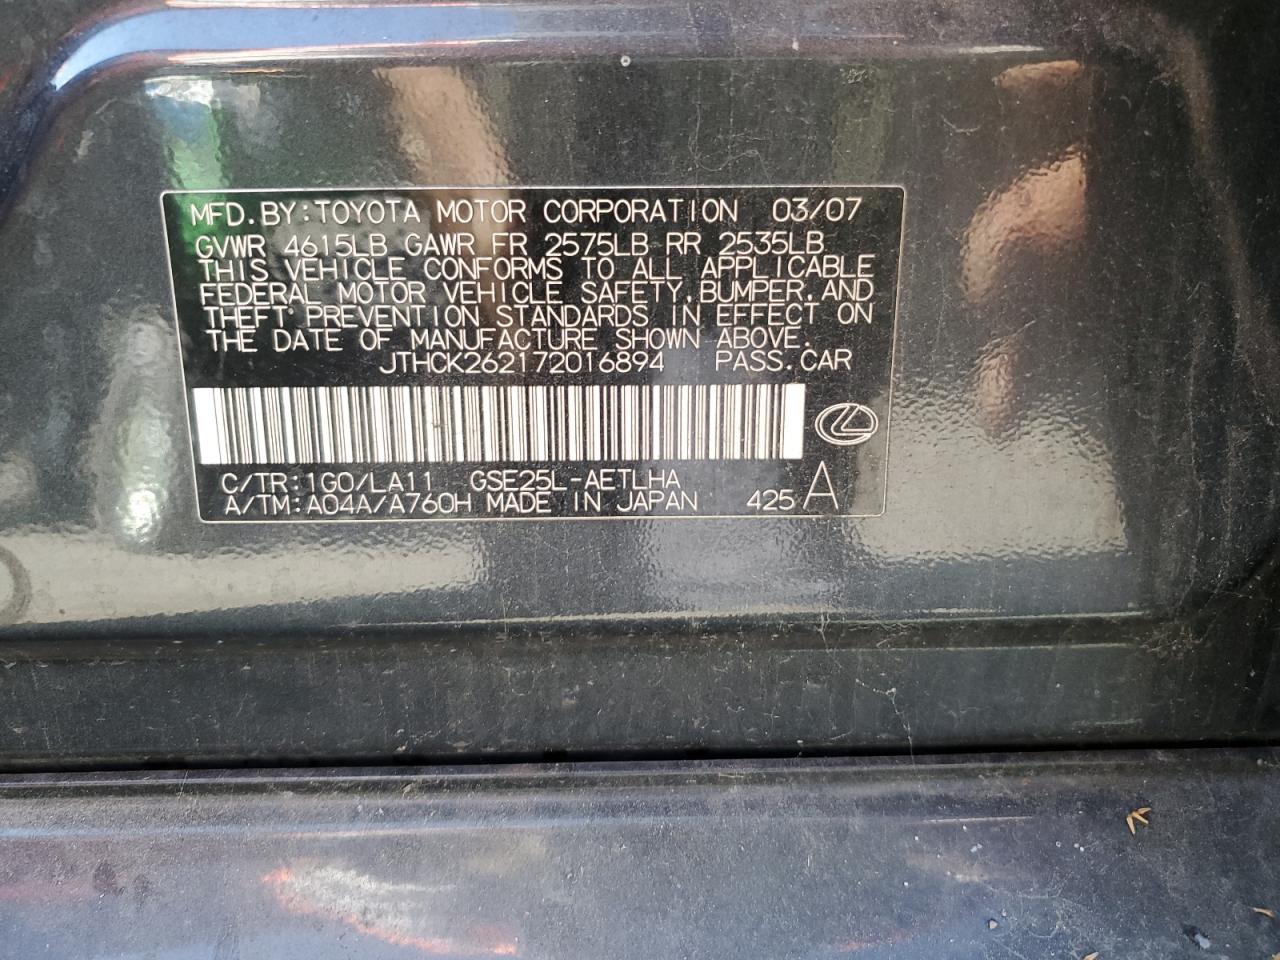 MFD.BY:TOYOTA MOTOR CORPORATION 03/07
GVWR 4615LB GAWR FR 2575LB RR 2535LB
THIS VEHICLE CONFORMS TO ALL APPLICABLE
FEDERAL MOTOR VEHICLE SAFETY,BUMPER,AND
THEFT PREVENTION STANDARDS IN EFFECT ON
THE DATE OF MANUFACTURE SHOWN ABOVE.
JTHCK262172016894 PASS.CAR
C/TR:1G0/LA11 GSE25L-AETLHA
A/TM:A04A/A760H MADE IN JAPAN 425 A